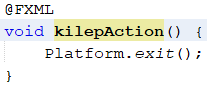 @FXML
void kilepAction() {
    Platform.exit();
}